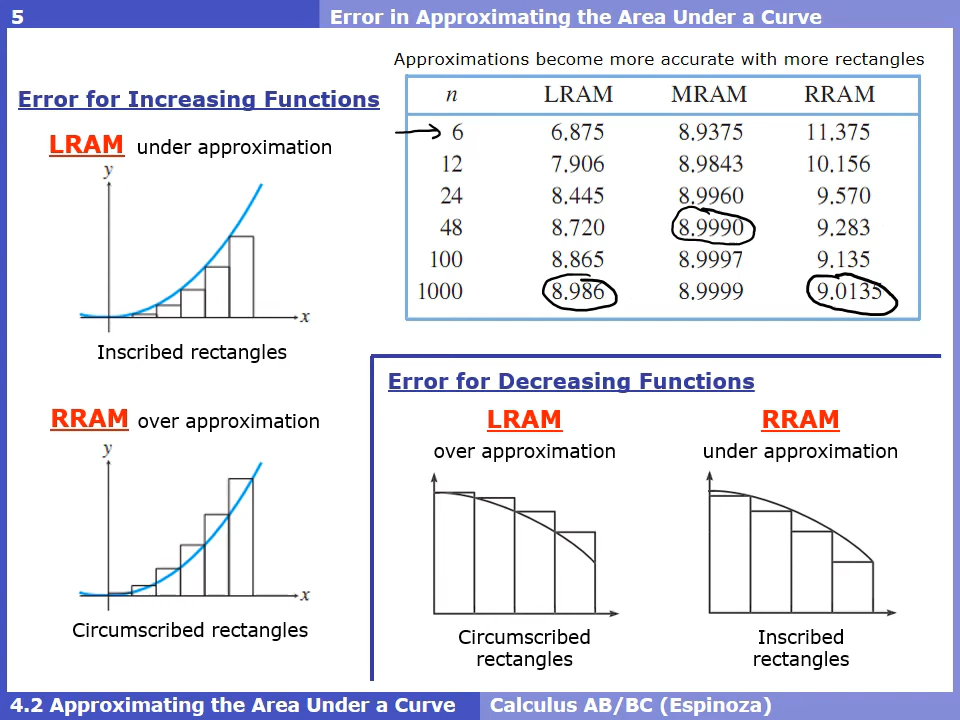 5
Error in Approximating the Area Under a Curve
Approximations become more accurate with more rectangles
n LRAM MRAM RRAM
6 6.875 8.9375 11.375
12 7.906 8.9843 10.156
24 8.445 8.9960 9.570
48 8.720 8.9990 9.283
100 8.865 8.9997 9.135
1000 8.986 8.9999 9.0135
Error for Increasing Functions
LRAM under approximation
y
x
Inscribed rectangles
RRAM over approximation
y
x
Circumscribed rectangles
Error for Decreasing Functions
LRAM
over approximation
Circumscribed
rectangles
RRAM
under approximation
Inscribed
rectangles
4.2 Approximating the Area Under a Curve
Calculus AB/BC (Espinoza)